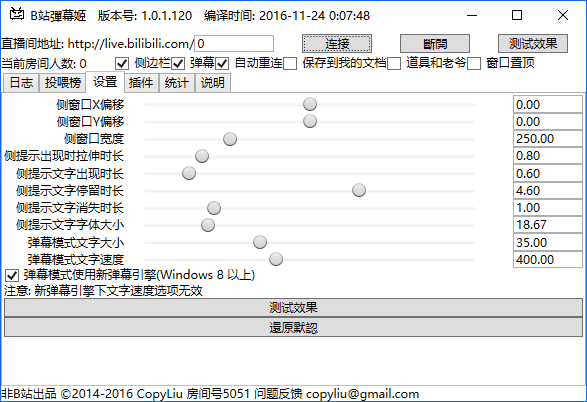 B站彈幕姬 版本号: 1.0.1.120 编译时间: 2016-11-24 0:07:48
直播间地址: http://live.bilibili.com/ 0 连接 斷開 测试效果
当前房间人数: 0 侧边栏 弹幕 自动重连 保存到我的文档 道具和老爷 窗口置顶
日志 投喂榜 设置 插件 统计 说明
侧窗口X偏移 0.00
侧窗口Y偏移 0.00
侧窗口宽度 250.00
侧提示出现时拉伸时长 0.80
侧提示文字出现时长 0.60
侧提示文字停留时长 4.60
侧提示文字消失时长 1.00
侧提示文字字体大小 18.67
弹幕模式文字大小 35.00
弹幕模式文字速度 400.00
弹幕模式使用新弹幕引擎(Windows 8 以上)
注意: 新弹幕引擎下文字速度选项无效
测试效果
還原默認
非B站出品 ©2014-2016 CopyLiu 房间号5051 问题反馈 copyliu@gmail.com